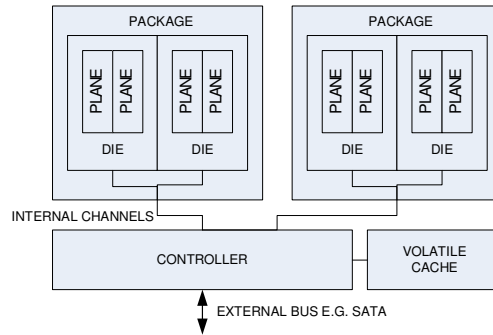 PACKAGE
PACKAGE
PLANE
PLANE
PLANE
PLANE
PLANE
PLANE
PLANE
PLANE
DIE
DIE
DIE
DIE
INTERNAL CHANNELS
CONTROLLER
VOLATILE
CACHE
EXTERNAL BUS E.G. SATA